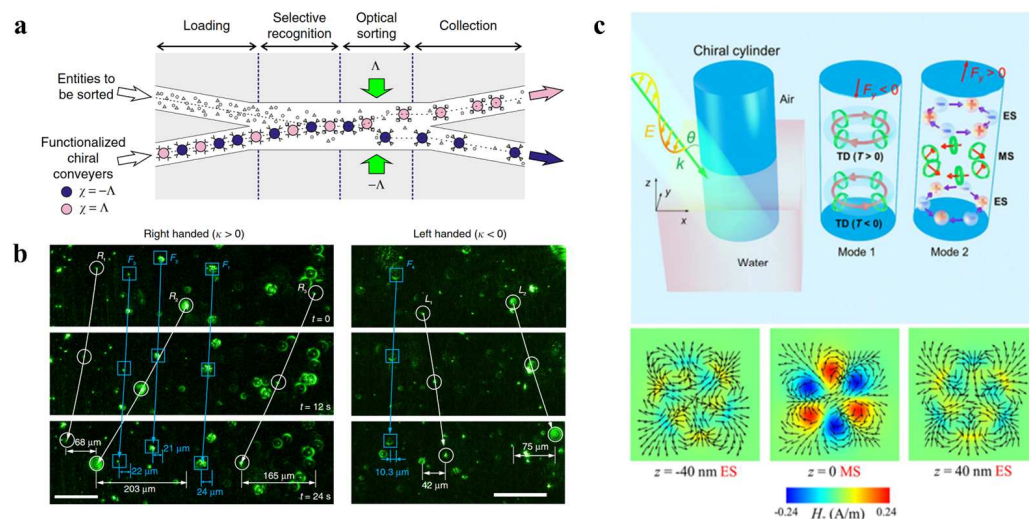 a
Loading
Selective
recognition
Optical
sorting
Collection
Entities to
be sorted
Functionalized
chiral
conveyers
χ = −Λ
χ = Λ
Λ
−Λ
b
Right handed (κ > 0)
Left handed (κ < 0)
R₁
F₃
F₂
F₁
R₂
R₃
t = 0
t = 12 s
68 μm
22 μm
21 μm
24 μm
203 μm
165 μm
t = 24 s
F₄
L₁
L₂
10.3 μm
42 μm
75 μm
c
Chiral cylinder
Air
E
θ
k
z
y
x
Water
F_y < 0
TD (T > 0)
TD (T < 0)
Mode 1
F_y > 0
ES
MS
ES
Mode 2
z = -40 nm ES
z = 0 MS
z = 40 nm ES
-0.24
0.24